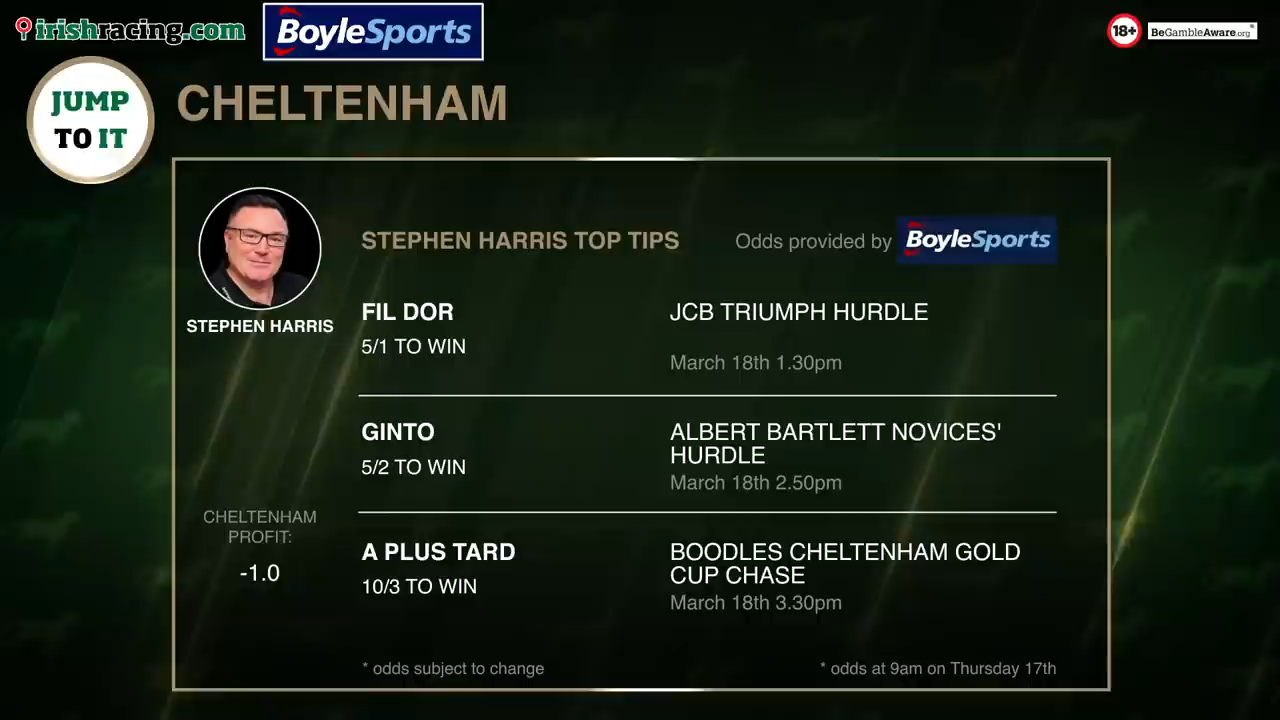 irishracing.com
BoyleSports
18+
BeGambleAware.org
JUMP
TO IT
CHELTENHAM
STEPHEN HARRIS TOP TIPS
Odds provided by BoyleSports
STEPHEN HARRIS
FIL DOR
JCB TRIUMPH HURDLE
5/1 TO WIN
March 18th 1.30pm
GINTO
ALBERT BARTLETT NOVICES'
HURDLE
5/2 TO WIN
March 18th 2.50pm
CHELTENHAM
PROFIT:
-1.0
A PLUS TARD
BOODLES CHELTENHAM GOLD
CUP CHASE
10/3 TO WIN
March 18th 3.30pm
* odds subject to change
* odds at 9am on Thursday 17th